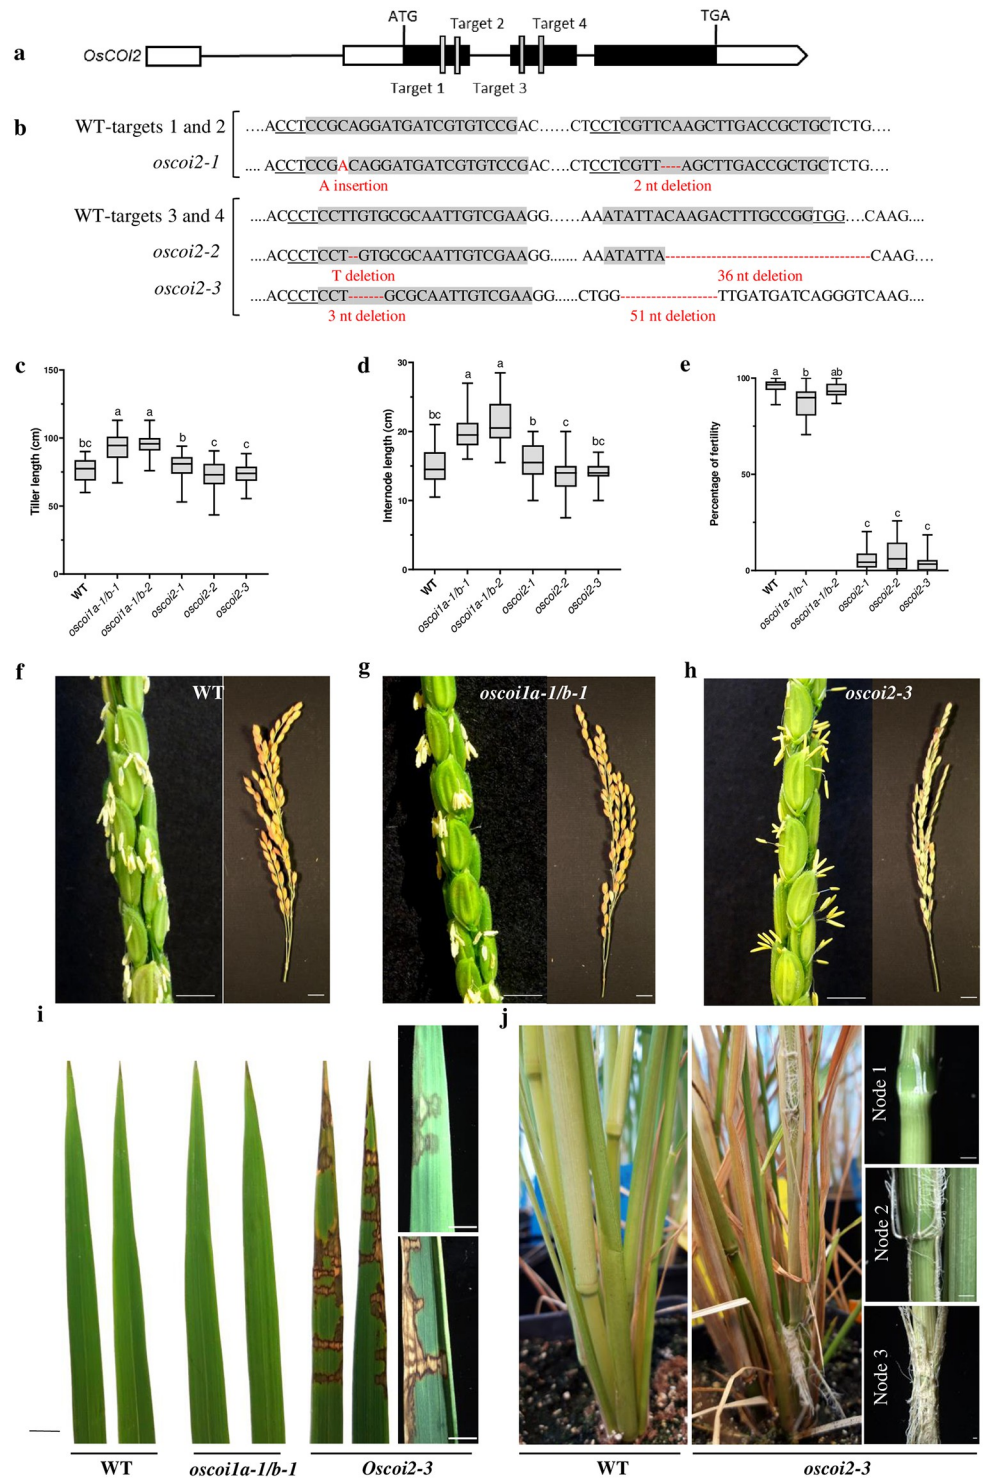 a
ATG
Target 2
Target 4
TGA
OsCOI2
Target 1
Target 3
b
WT-targets 1 and 2
....ACCTCCGCAGGATGATCGTGTCCGAC......CTCCTCGTTCAAGCTTGACCGCTGCTCTG....
oscoi2-1
.... ACCTCCGACAGGATGATCGTGTCCGAC....CTCCTCGTT----AGCTTGACCGCTGCTCTG....
A insertion
2 nt deletion
WT-targets 3 and 4
....ACCCTCCTTGTGCGCAATTGTCGAAGG......AAATATTACAAGACTTTGCCGGTGG....CAAG....
oscoi2-2
....ACCCTCCT--GTGCGCAATTGTCGAAGG....... AAATATTA-------------------------------------CAAG....
T deletion
36 nt deletion
oscoi2-3
....ACCCTCCT-------GCGCAATTGTCGAAGG......CTGG------------------TTGATGATCAGGGTCAAG....
3 nt deletion
51 nt deletion
c
Tiller length (cm)
150
100
50
0
bc
a
a
b
c
c
WT
oscoi1a-1/b-1
oscoi1a-1/b-2
oscoi2-1
oscoi2-2
oscoi2-3
d
Internode length (cm)
30
20
10
0
bc
a
a
b
c
bc
WT
oscoi1a-1/b-1
oscoi1a-1/b-2
oscoi2-1
oscoi2-2
oscoi2-3
e
Percentage of fertility
100
50
0
a
b
ab
c
c
c
WT
oscoi1a-1/b-1
oscoi1a-1/b-2
oscoi2-1
oscoi2-2
oscoi2-3
f
WT
g
oscoi1a-1/b-1
h
oscoi2-3
i
WT
oscoi1a-1/b-1
Oscoi2-3
j
Node 1
Node 2
Node 3
WT
oscoi2-3